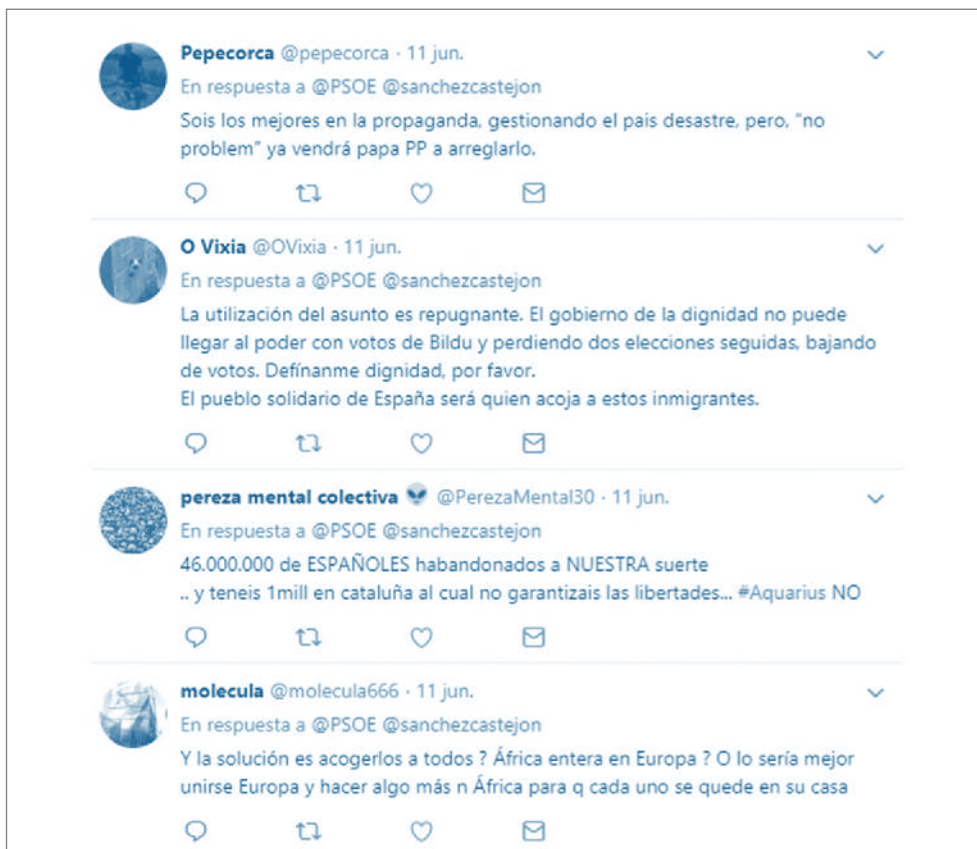 Pepecorca @pepecorca · 11 jun.
En respuesta a @PSOE @sanchezcastejon
Sois los mejores en la propaganda, gestionando el pais desastre, pero, "no
problem" ya vendrá papa PP a arreglarlo.
O Vixia @OVixia · 11 jun.
En respuesta a @PSOE @sanchezcastejon
La utilización del asunto es repugnante. El gobierno de la dignidad no puede
llegar al poder con votos de Bildu y perdiendo dos elecciones seguidas, bajando
de votos. Defínanme dignidad, por favor.
El pueblo solidario de España será quien acoja a estos inmigrantes.
pereza mental colectiva 👽 @PerezaMental30 · 11 jun.
En respuesta a @PSOE @sanchezcastejon
46.000.000 de ESPAÑOLES habandonados a NUESTRA suerte
.. y teneis 1mill en cataluña al cual no garantizais las libertades... #Aquarius NO
molecula @molecula666 · 11 jun.
En respuesta a @PSOE @sanchezcastejon
Y la solución es acogerlos a todos ? África entera en Europa ? O lo sería mejor
unirse Europa y hacer algo más n África para q cada uno se quede en su casa